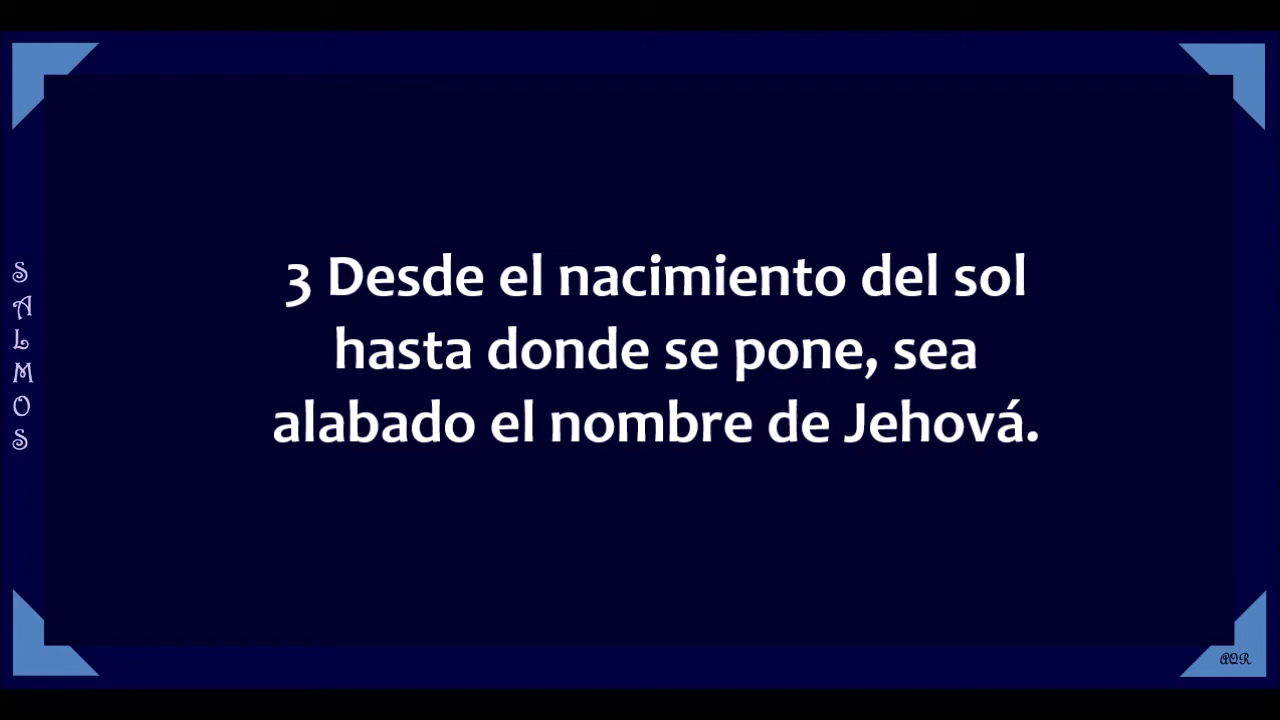 SALMOS
3 Desde el nacimiento del sol
hasta donde se pone, sea
alabado el nombre de Jehová.